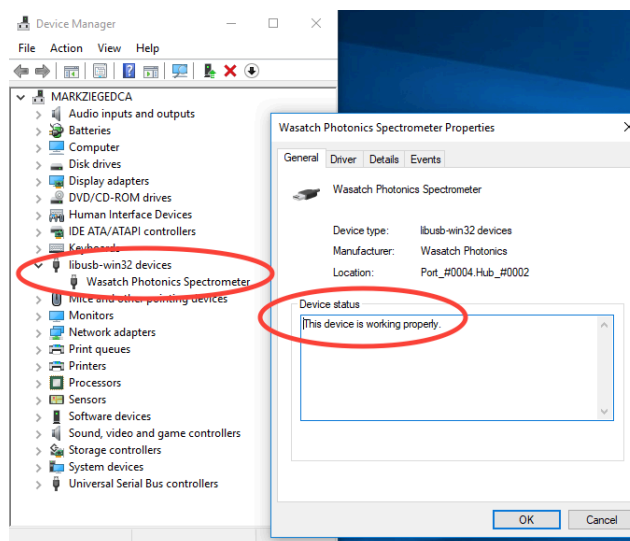 Device Manager
File Action View Help
MARKZIEGEDCA
Audio inputs and outputs
Batteries
Computer
Disk drives
Display adapters
DVD/CD-ROM drives
Human Interface Devices
IDE ATA/ATAPI controllers
Keyboards
libusb-win32 devices
Wasatch Photonics Spectrometer
Mice and other pointing devices
Monitors
Network adapters
Print queues
Printers
Processors
Sensors
Software devices
Sound, video and game controllers
Storage controllers
System devices
Universal Serial Bus controllers
Wasatch Photonics Spectrometer Properties
General Driver Details Events
Wasatch Photonics Spectrometer
Device type: libusb-win32 devices
Manufacturer: Wasatch Photonics
Location: Port_#0004.Hub_#0002
Device status
This device is working properly.
OK Cancel